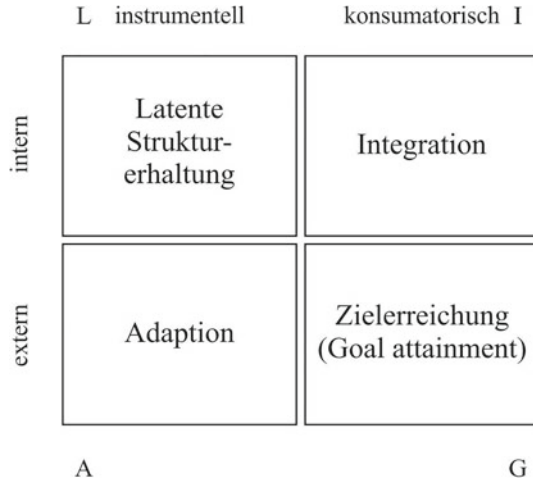 L instrumentell konsumatorisch I
intern
Latente
Struktur-
erhaltung
Integration
extern
Adaption
Zielerreichung
(Goal attainment)
A G